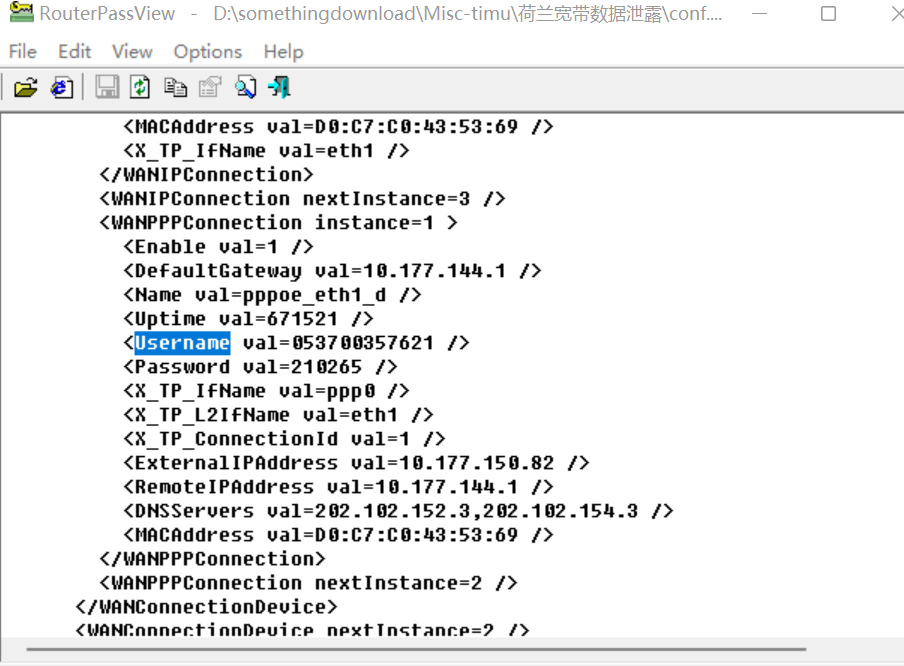 RouterPassView - D:\somethingdownload\Misc-timu\荷兰宽带数据泄露\conf....
File Edit View Options Help
<MACAddress val=D0:C7:C0:43:53:69 />
<X_TP_IfName val=eth1 />
</WANIPConnection>
<WANIPConnection nextInstance=3 />
<WANPPPConnection instance=1 >
<Enable val=1 />
<DefaultGateway val=10.177.144.1 />
<Name val=pppoe_eth1_d />
<Uptime val=671521 />
<Username val=053700357621 />
<Password val=210265 />
<X_TP_IfName val=ppp0 />
<X_TP_L2IfName val=eth1 />
<X_TP_ConnectionId val=1 />
<ExternalIPAddress val=10.177.150.82 />
<RemoteIPAddress val=10.177.144.1 />
<DNSServers val=202.102.152.3,202.102.154.3 />
<MACAddress val=D0:C7:C0:43:53:69 />
</WANPPPConnection>
<WANPPPConnection nextInstance=2 />
</WANConnectionDevice>
<WANConnectionDevice nextInstance=2 />